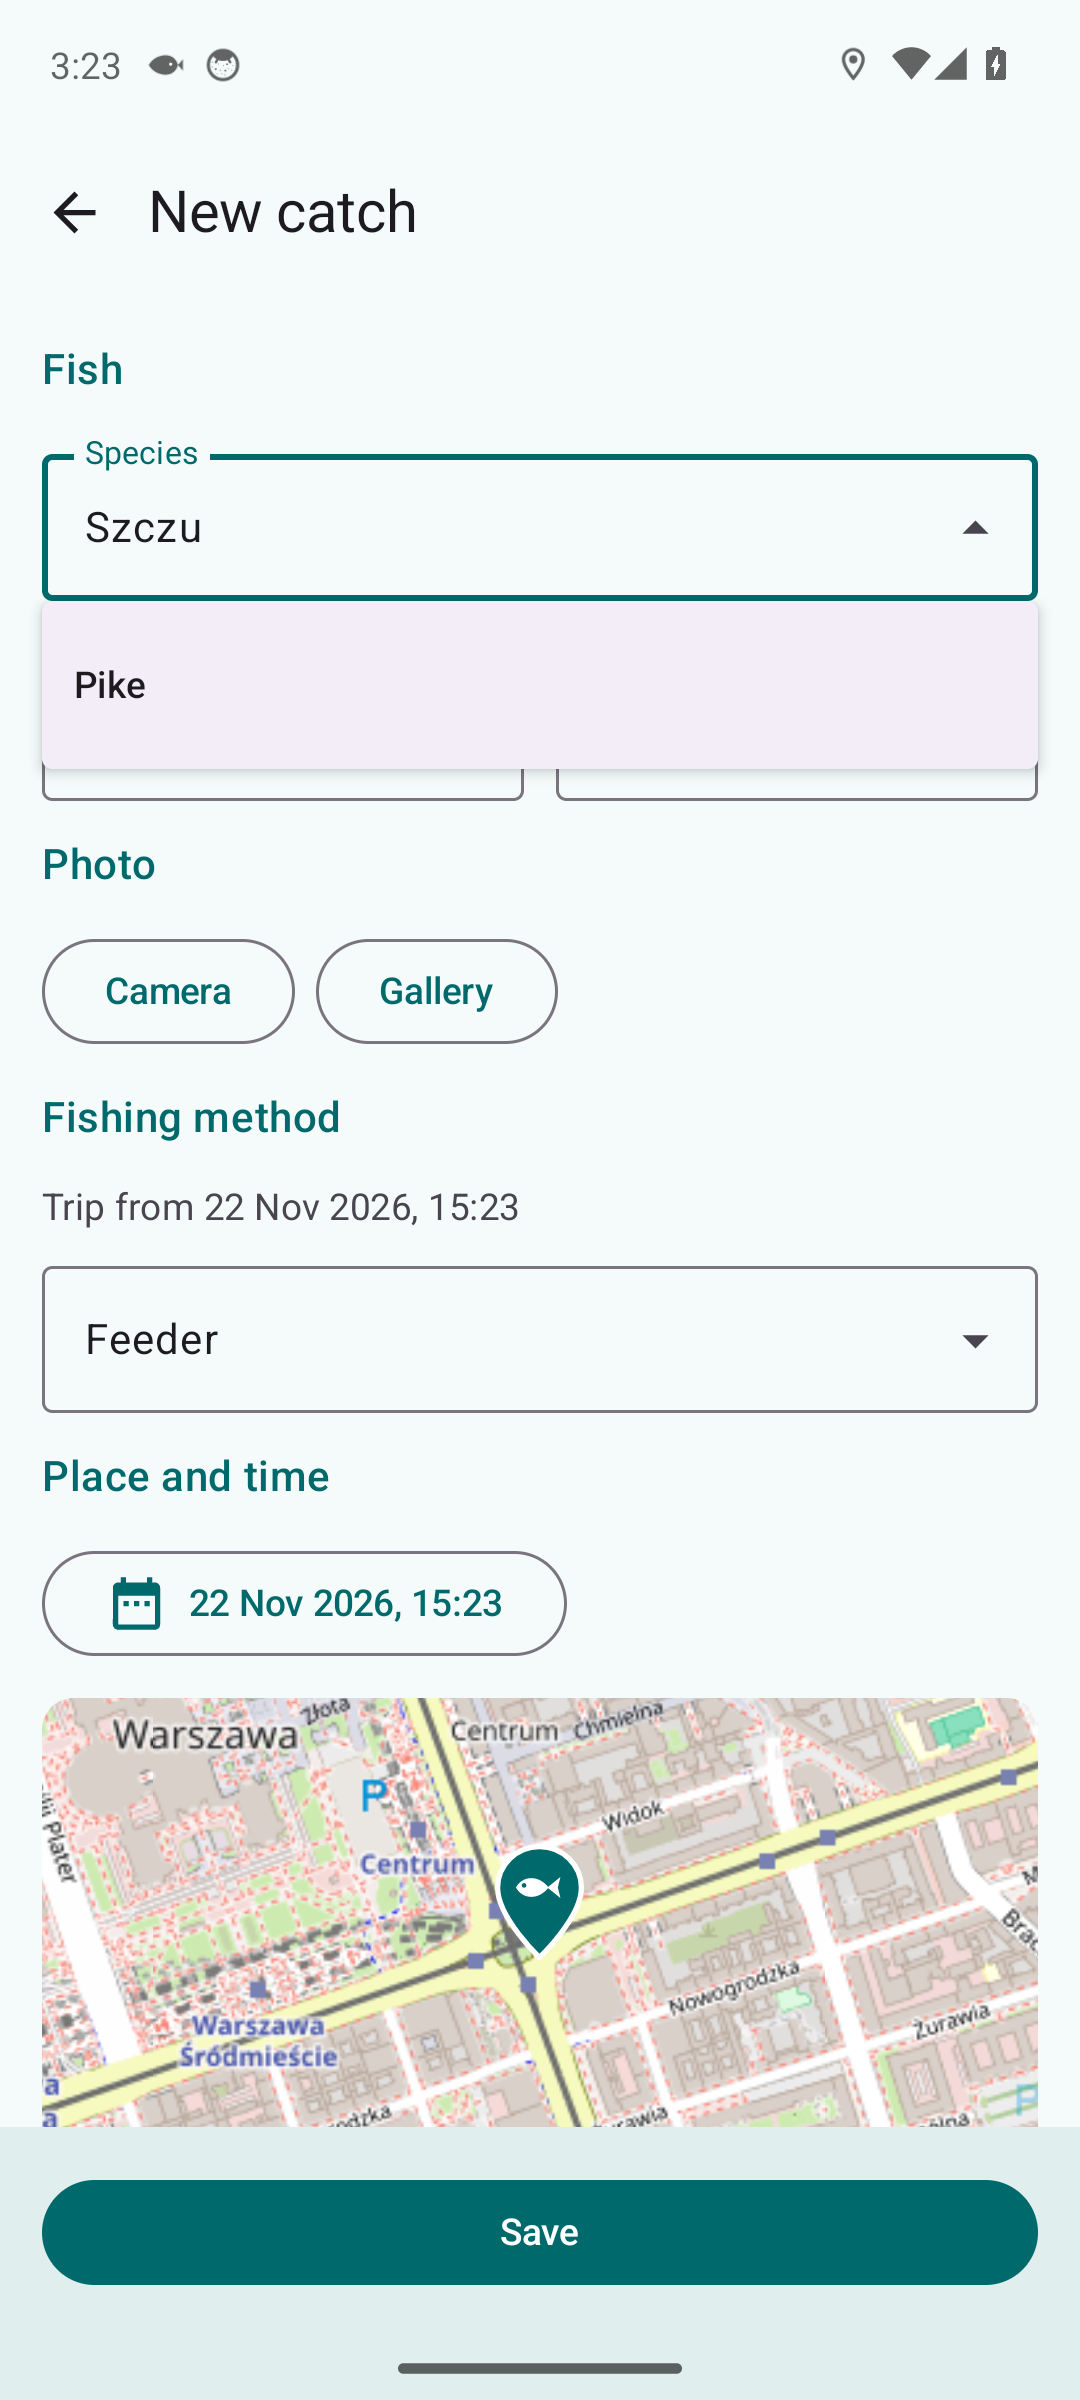 3:23
New catch
Fish
Species
Szczu
Pike
Photo
Camera
Gallery
Fishing method
Trip from 22 Nov 2026, 15:23
Feeder
Place and time
22 Nov 2026, 15:23
Złota
Warszawa
Centrum
Chmielna
P
Widok
Plater
Centrum
Nowogrodzka
Żurawia
Warszawa
Śródmieście
P
Save